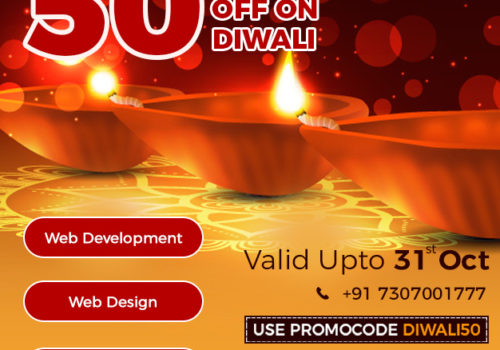 50
OFF ON
DIWALI
Web Development
Web Design
Valid Upto 31st Oct
+91 7307001777
USE PROMOCODE DIWALI50